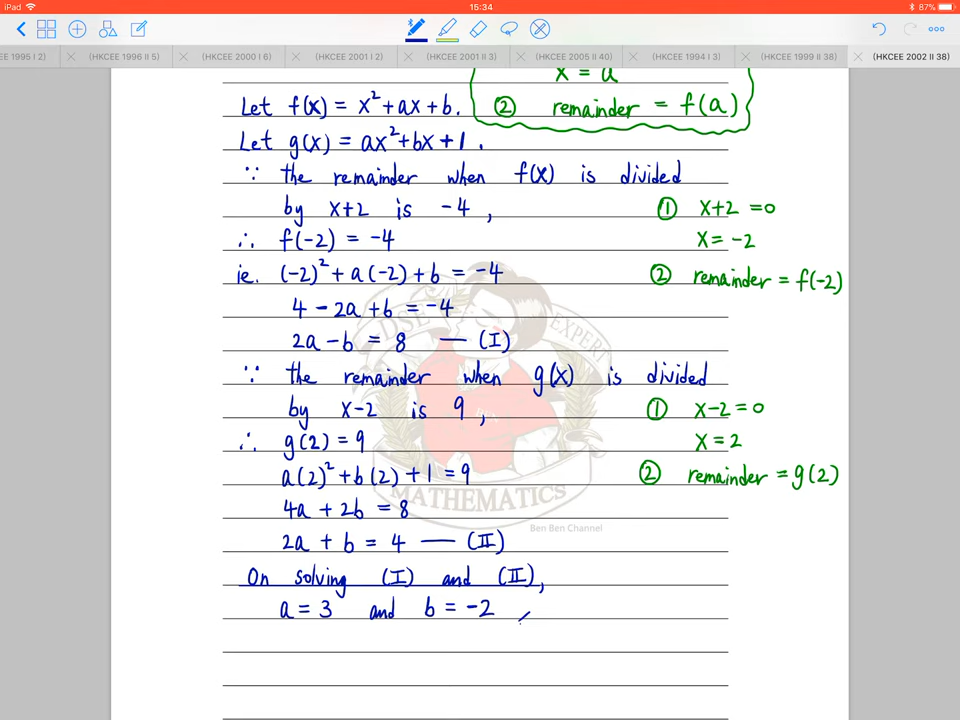 iPad 15:34 87%
CEE 1995 I 2) (HKCEE 1996 II 5) (HKCEE 2000 I 6) (HKCEE 2001 I 2) (HKCEE 2001 II 3) (HKCEE 2005 II 40) (HKCEE 1994 I 3) (HKCEE 1999 II 38) (HKCEE 2002 II 38)
x = a
Let f(x) = x² + ax + b. ② remainder = f(a)
Let g(x) = ax² + bx + 1.
∵ the remainder when f(x) is divided
by x+2 is -4, ① x+2 = 0
∴ f(-2) = -4 x = -2
ie. (-2)² + a(-2) + b = -4 ② remainder = f(-2)
4 - 2a + b = -4
2a - b = 8 — (I)
∵ the remainder when g(x) is divided
by x-2 is 9, ① x-2 = 0
∴ g(2) = 9 x = 2
a(2)² + b(2) + 1 = 9 ② remainder = g(2)
4a + 2b = 8
2a + b = 4 — (II)
On solving (I) and (II),
a = 3 and b = -2
DSE EXPERT
MATHEMATICS
Ben Ben Channel